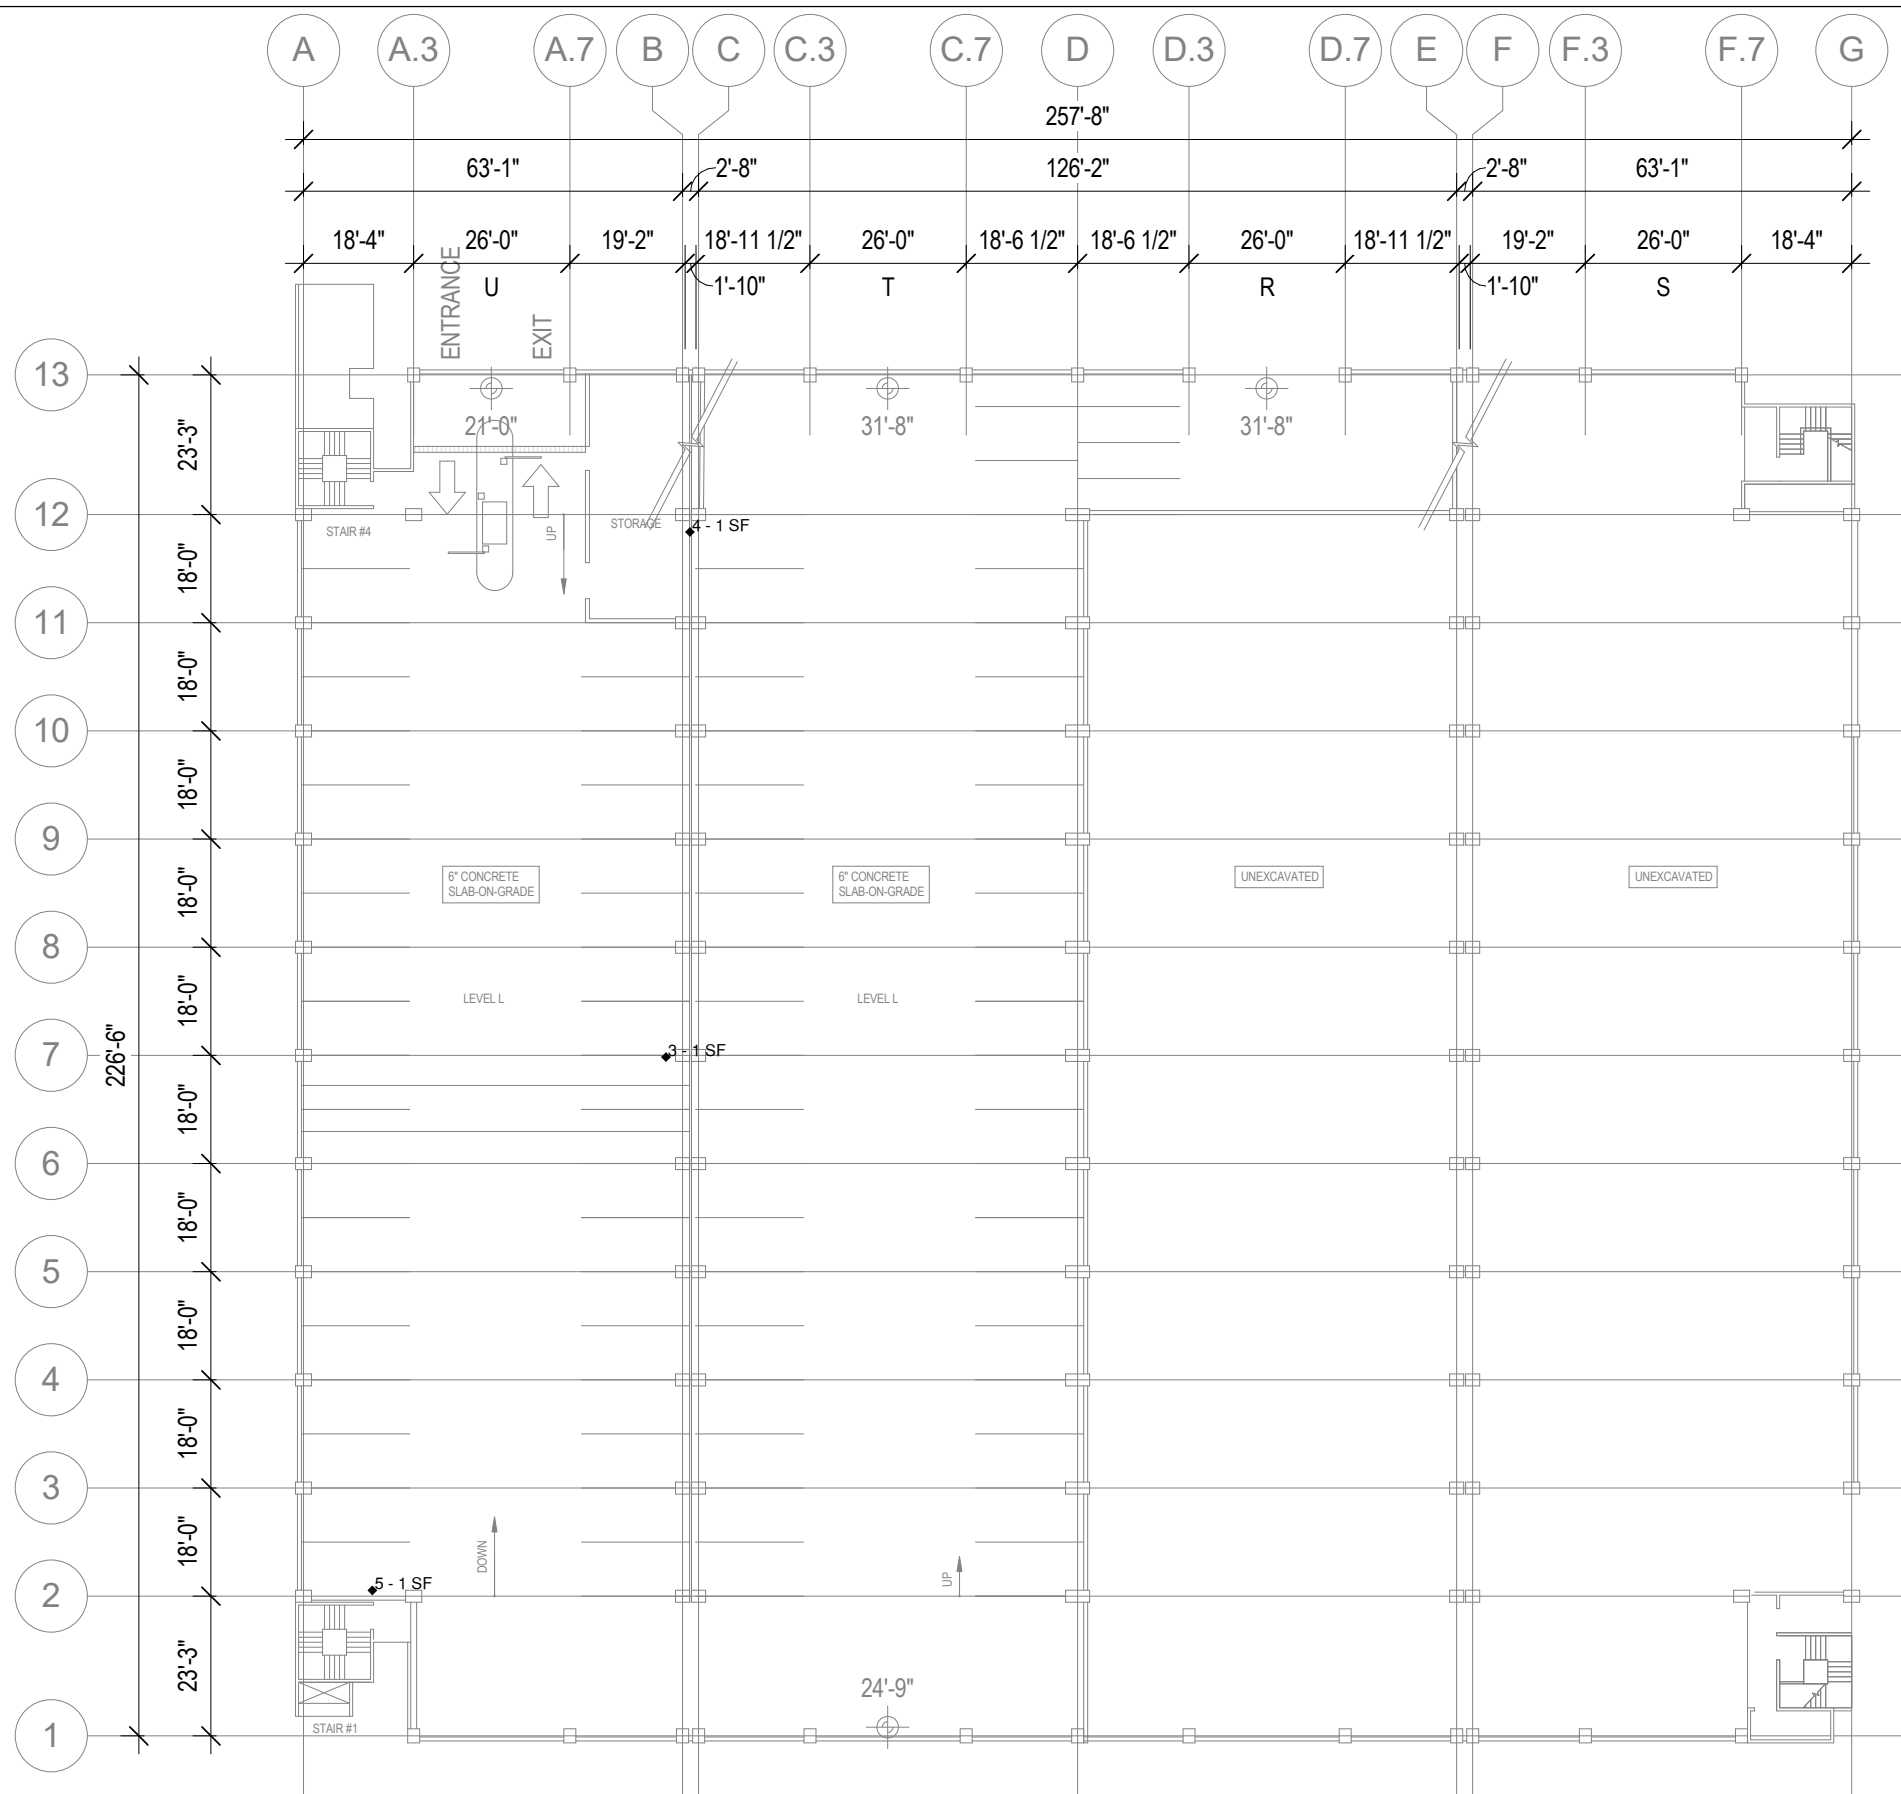 A A.3 A.7 B C C.3 C.7 D D.3 D.7 E F F.3 F.7 G
257'-8"
63'-1" 2'-8" 126'-2" 2'-8" 63'-1"
18'-4" 26'-0" 19'-2" 18'-11 1/2" 26'-0" 18'-6 1/2" 18'-6 1/2" 26'-0" 18'-11 1/2" 19'-2" 26'-0" 18'-4"
1'-10" 1'-10"
U T R S
ENTRANCE
EXIT
13
21'-0" 31'-8" 31'-8"
23'-3"
12
STAIR #4
UP
STORAGE
4 - 1 SF
18'-0"
11
18'-0"
10
18'-0"
9
6" CONCRETE
SLAB-ON-GRADE
6" CONCRETE
SLAB-ON-GRADE
UNEXCAVATED
UNEXCAVATED
18'-0"
8
LEVEL L
LEVEL L
18'-0"
7
3 - 1 SF
226'-6"
18'-0"
6
18'-0"
5
18'-0"
4
18'-0"
3
18'-0"
DOWN
UP
2
5 - 1 SF
23'-3"
24'-9"
STAIR #1
1